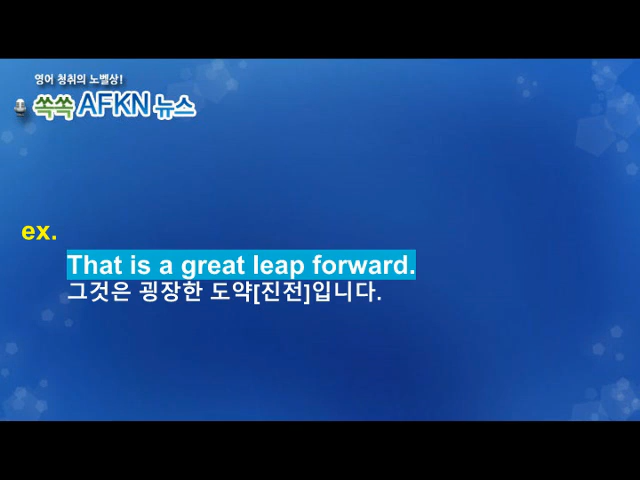 영어 청취의 노벨상!
쏙쏙 AFKN 뉴스
ex.
That is a great leap forward.
그것은 굉장한 도약[진전]입니다.